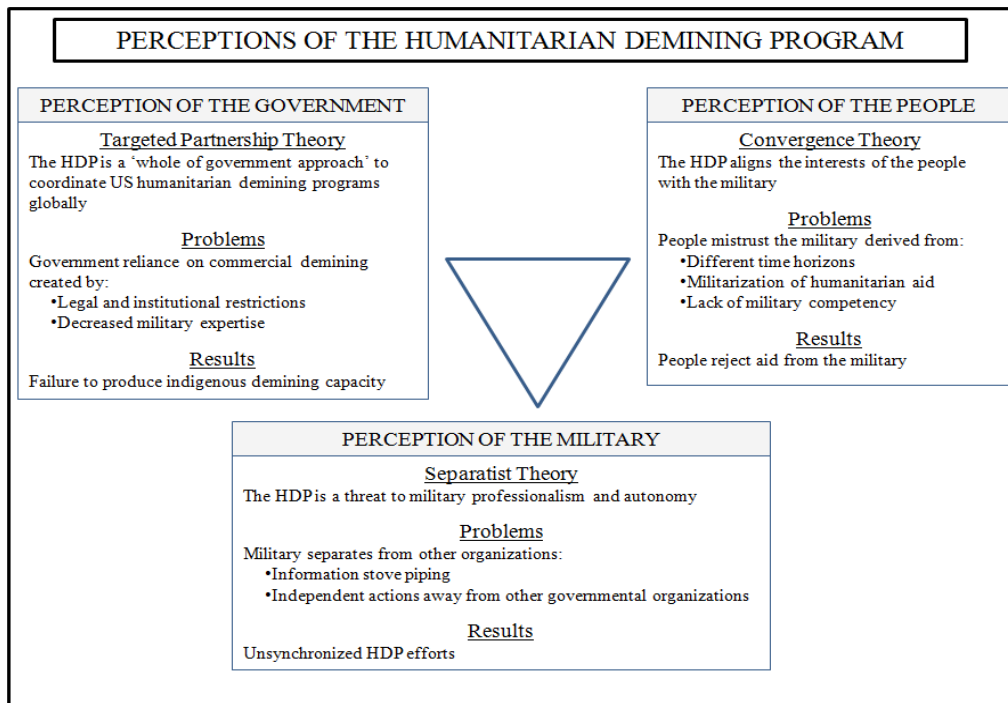 PERCEPTIONS OF THE HUMANITARIAN DEMINING PROGRAM
PERCEPTION OF THE GOVERNMENT
Targeted Partnership Theory
The HDP is a ‘whole of government approach’ to
coordinate US humanitarian demining programs
globally
Problems
Government reliance on commercial demining
created by:
•Legal and institutional restrictions
•Decreased military expertise
Results
Failure to produce indigenous demining capacity
PERCEPTION OF THE PEOPLE
Convergence Theory
The HDP aligns the interests of the people
with the military
Problems
People mistrust the military derived from:
•Different time horizons
•Militarization of humanitarian aid
•Lack of military competency
Results
People reject aid from the military
PERCEPTION OF THE MILITARY
Separatist Theory
The HDP is a threat to military professionalism and autonomy
Problems
Military separates from other organizations:
•Information stove piping
•Independent actions away from other governmental organizations
Results
Unsynchronized HDP efforts